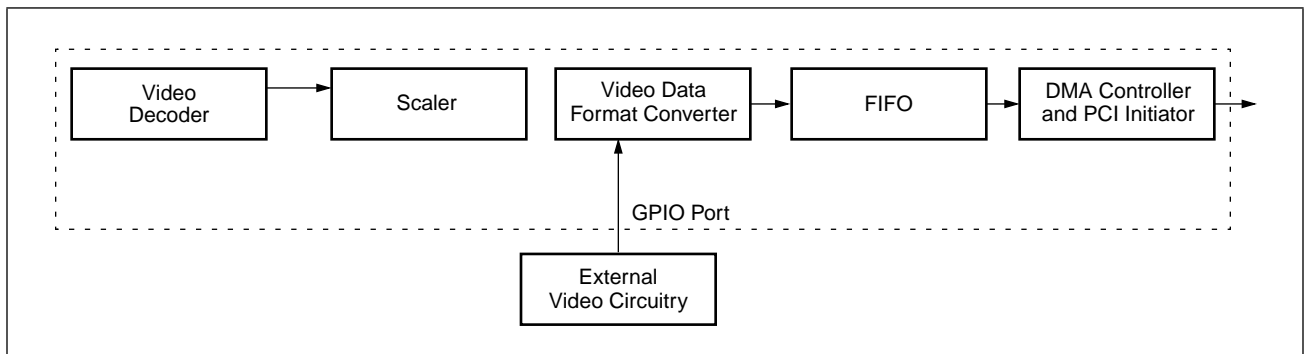 Video
Decoder
Scaler
Video Data
Format Converter
FIFO
DMA Controller
and PCI Initiator
GPIO Port
External
Video Circuitry